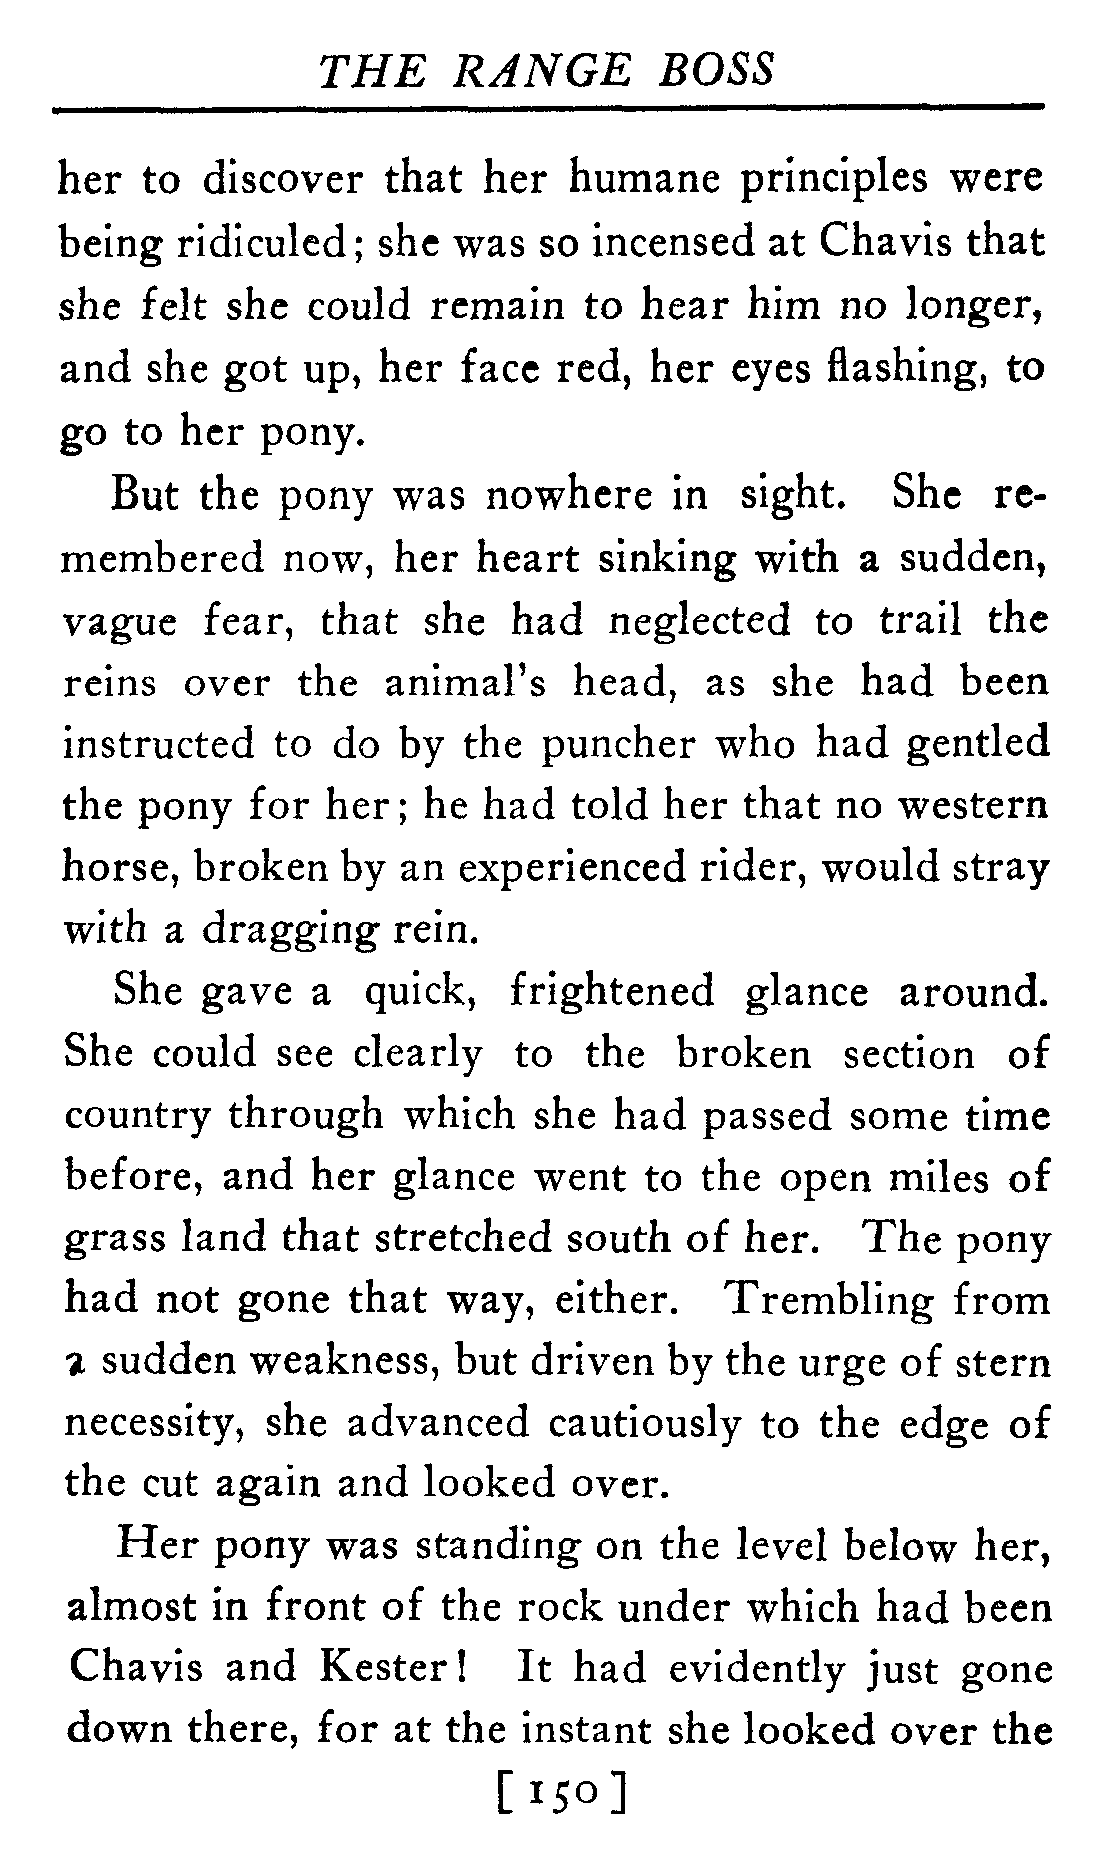 THE RANGE BOSS
her to discover that her humane principles were
being ridiculed; she was so incensed at Chavis that
she felt she could remain to hear him no longer,
and she got up, her face red, her eyes flashing, to
go to her pony.
But the pony was nowhere in sight. She re-
membered now, her heart sinking with a sudden,
vague fear, that she had neglected to trail the
reins over the animal's head, as she had been
instructed to do by the puncher who had gentled
the pony for her; he had told her that no western
horse, broken by an experienced rider, would stray
with a dragging rein.
She gave a quick, frightened glance around.
She could see clearly to the broken section of
country through which she had passed some time
before, and her glance went to the open miles of
grass land that stretched south of her. The pony
had not gone that way, either. Trembling from
a sudden weakness, but driven by the urge of stern
necessity, she advanced cautiously to the edge of
the cut again and looked over.
Her pony was standing on the level below her,
almost in front of the rock under which had been
Chavis and Kester! It had evidently just gone
down there, for at the instant she looked over the
[150]